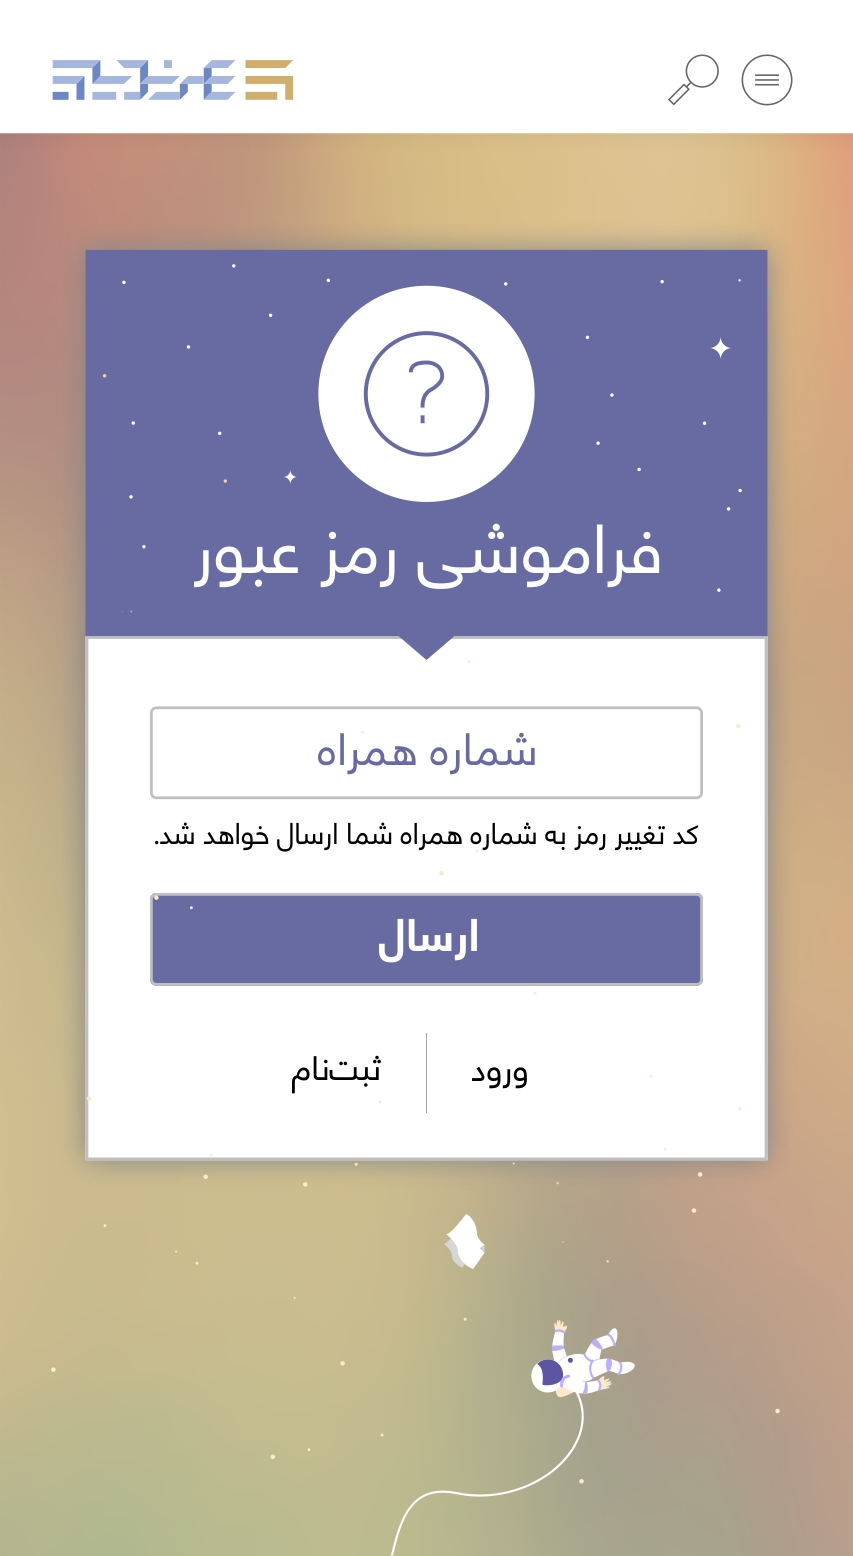 ?
فراموشی رمز عبور
شماره همراه
کد تغییر رمز به شماره همراه شما ارسال خواهد شد.
ارسال
ورود
ثبت‌نام